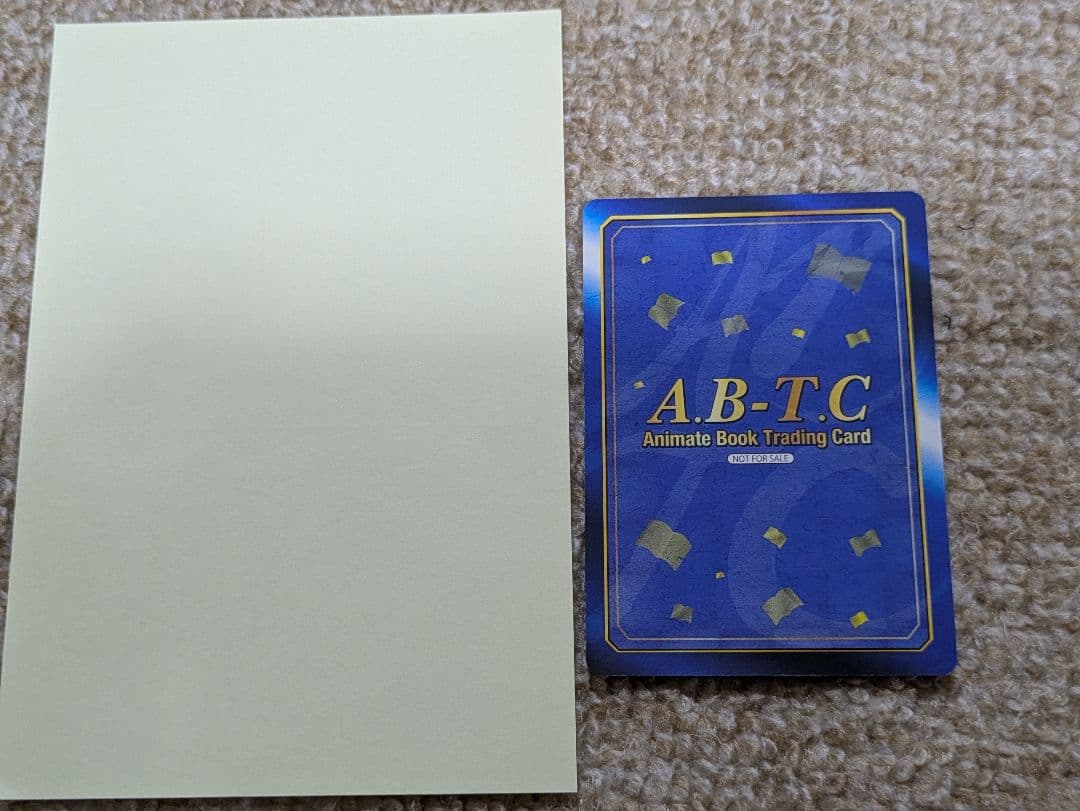 A.B-T.C
Animate Book Trading Card
NOT FOR SALE